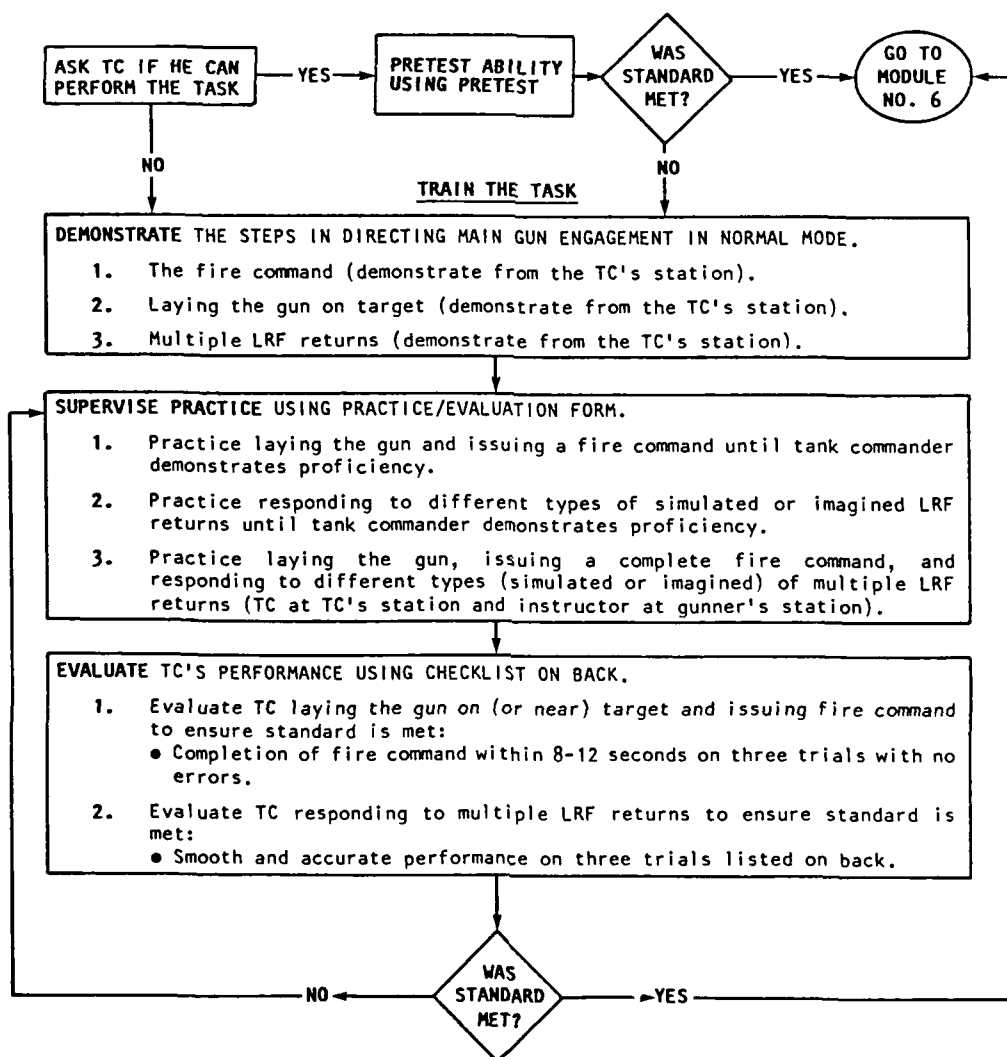 ASK TC IF HE CAN
PERFORM THE TASK
YES
PRETEST ABILITY
USING PRETEST
WAS
STANDARD
MET?
YES
GO TO
MODULE
NO. 6
NO
NO
TRAIN THE TASK
DEMONSTRATE THE STEPS IN DIRECTING MAIN GUN ENGAGEMENT IN NORMAL MODE.
1. The fire command (demonstrate from the TC's station).
2. Laying the gun on target (demonstrate from the TC's station).
3. Multiple LRF returns (demonstrate from the TC's station).
SUPERVISE PRACTICE USING PRACTICE/EVALUATION FORM.
1. Practice laying the gun and issuing a fire command until tank commander
demonstrates proficiency.
2. Practice responding to different types of simulated or imagined LRF
returns until tank commander demonstrates proficiency.
3. Practice laying the gun, issuing a complete fire command, and
responding to different types (simulated or imagined) of multiple LRF
returns (TC at TC's station and instructor at gunner's station).
EVALUATE TC'S PERFORMANCE USING CHECKLIST ON BACK.
1. Evaluate TC laying the gun on (or near) target and issuing fire command
to ensure standard is met:
● Completion of fire command within 8-12 seconds on three trials with no
errors.
2. Evaluate TC responding to multiple LRF returns to ensure standard is
met:
● Smooth and accurate performance on three trials listed on back.
NO
WAS
STANDARD
MET?
YES